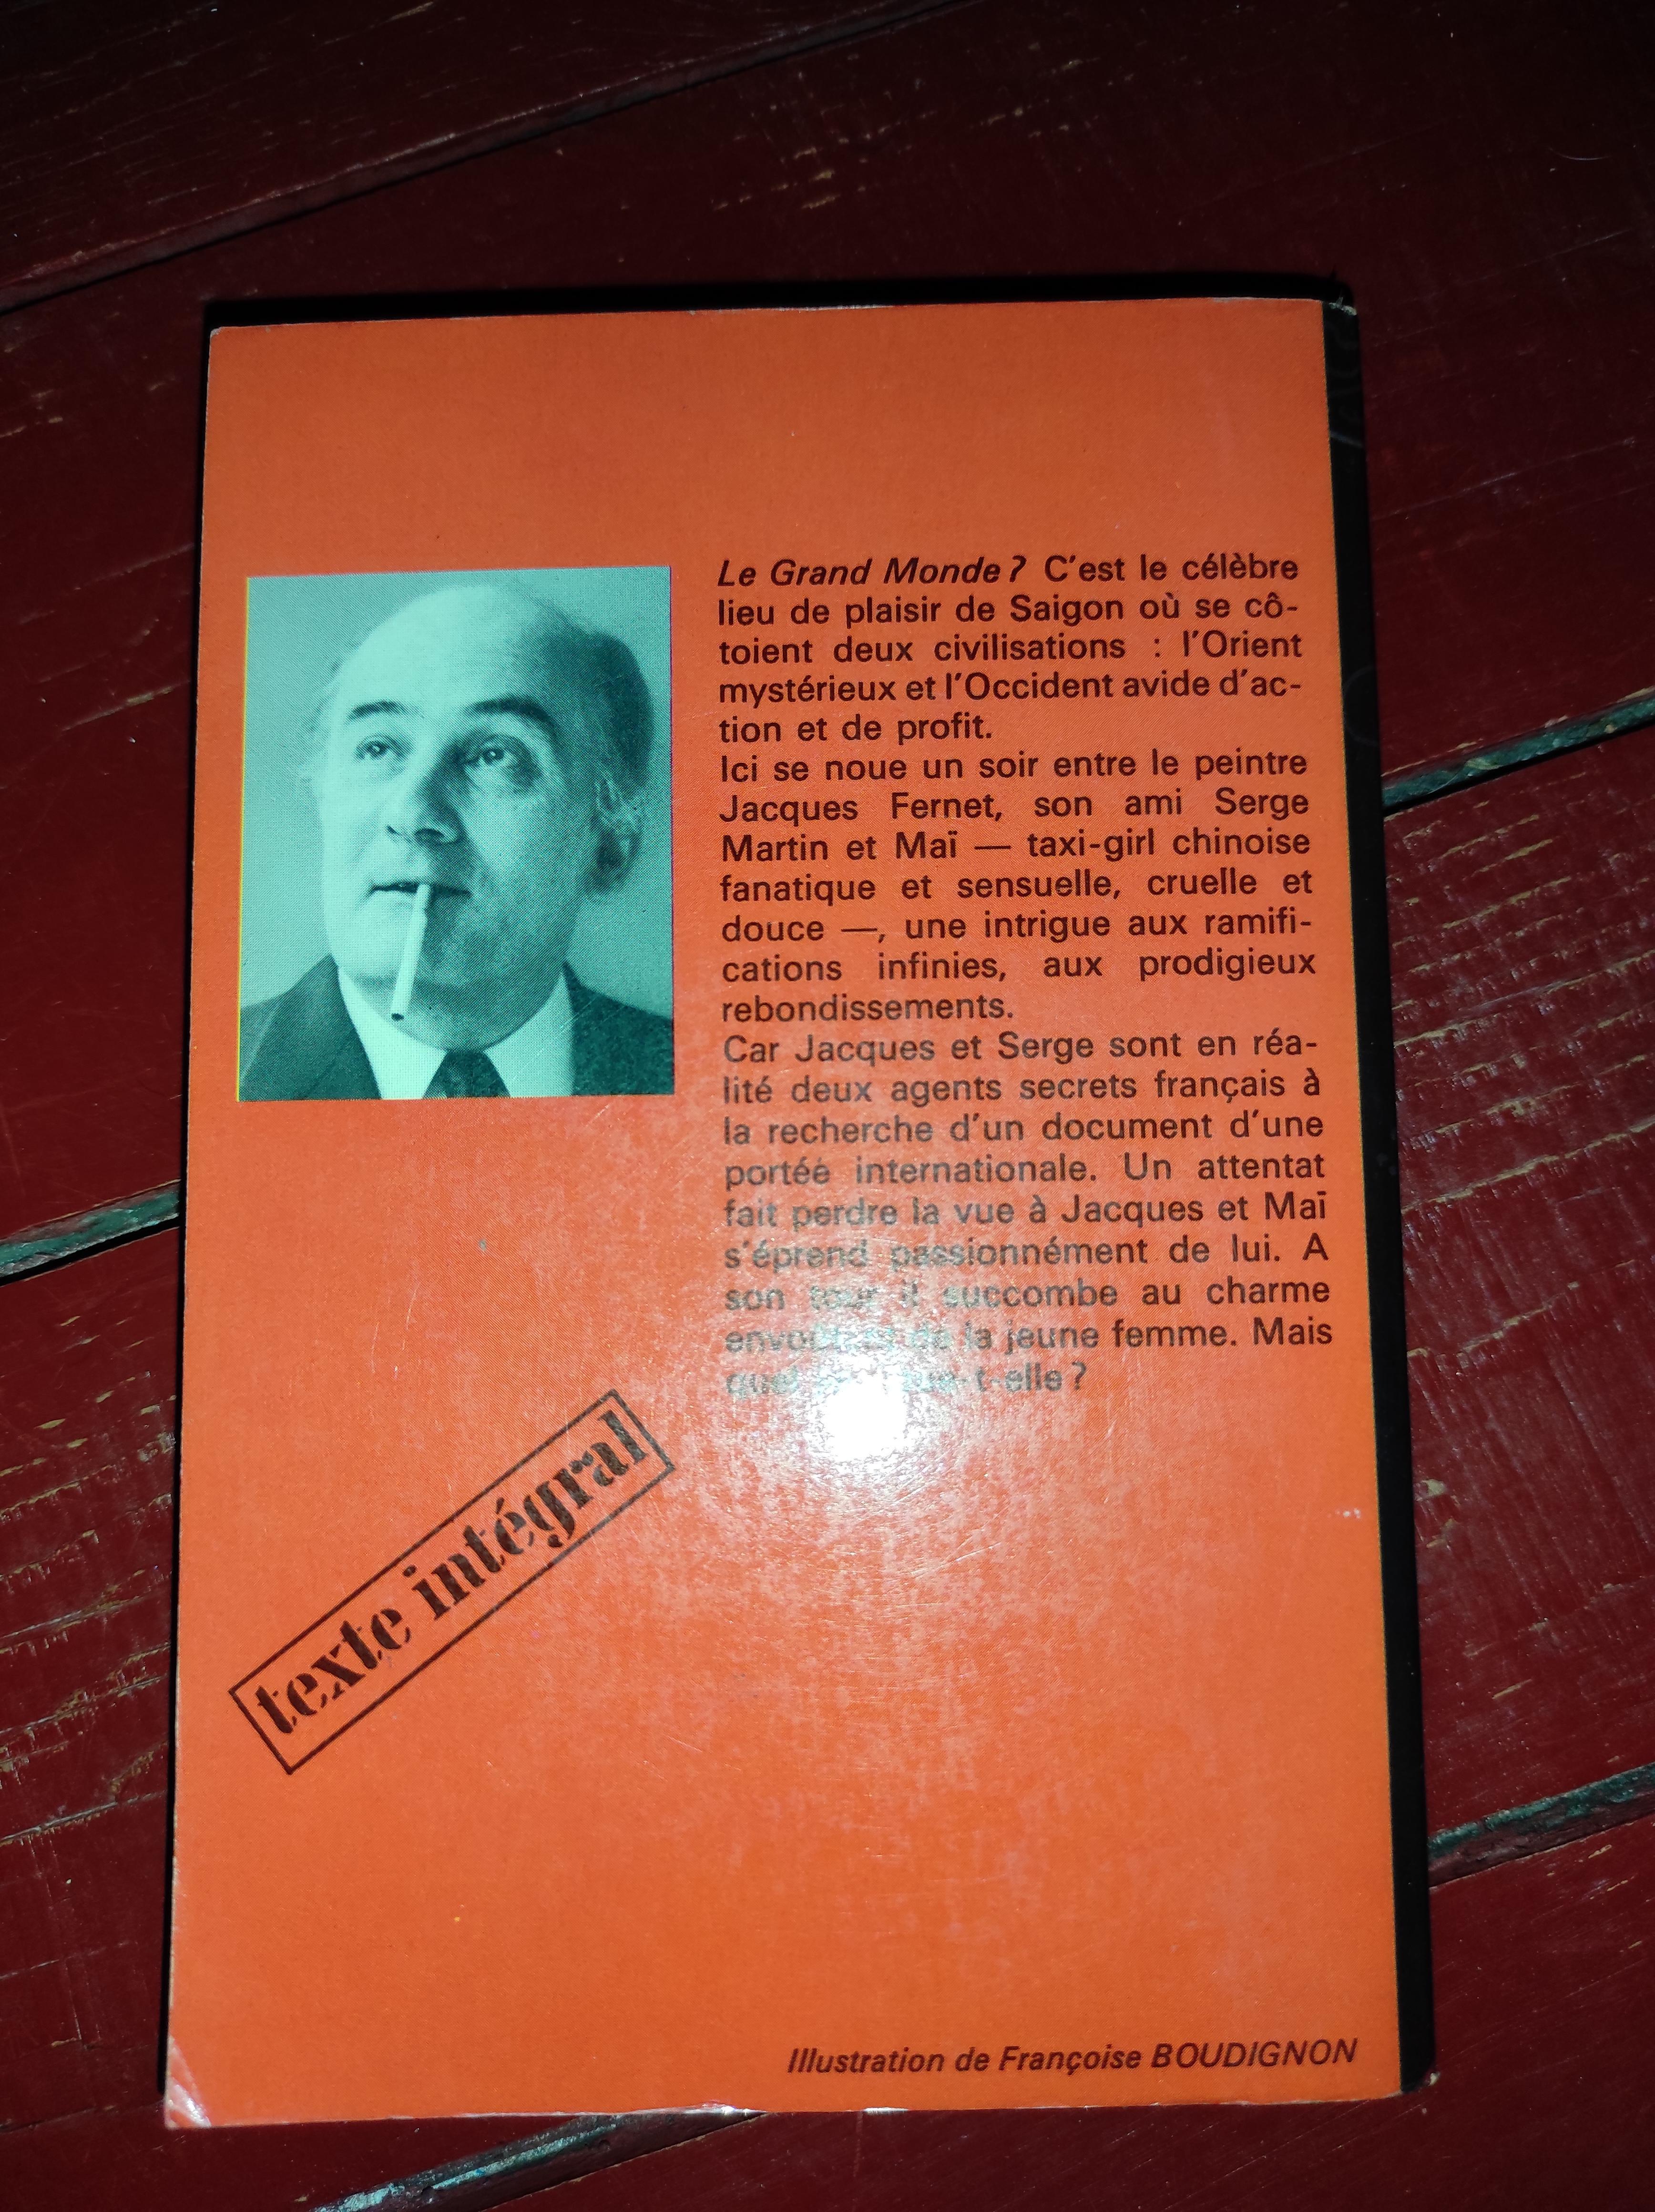 Le Grand Monde ? C'est le célèbre
lieu de plaisir de Saigon où se cô-
toient deux civilisations : l'Orient
mystérieux et l'Occident avide d'ac-
tion et de profit.
Ici se noue un soir entre le peintre
Jacques Fernet, son ami Serge
Martin et Maï — taxi-girl chinoise
fanatique et sensuelle, cruelle et
douce —, une intrigue aux ramifi-
cations infinies, aux prodigieux
rebondissements.
Car Jacques et Serge sont en réa-
lité deux agents secrets français à
la recherche d'un document d'une
portée internationale. Un attentat
fait perdre la vue à Jacques et Maï
s'éprend passionnément de lui. A
son tour il succombe au charme
envoûtant de la jeune femme. Mais
quel t-elle ?
texte intégral
Illustration de Françoise BOUDIGNON